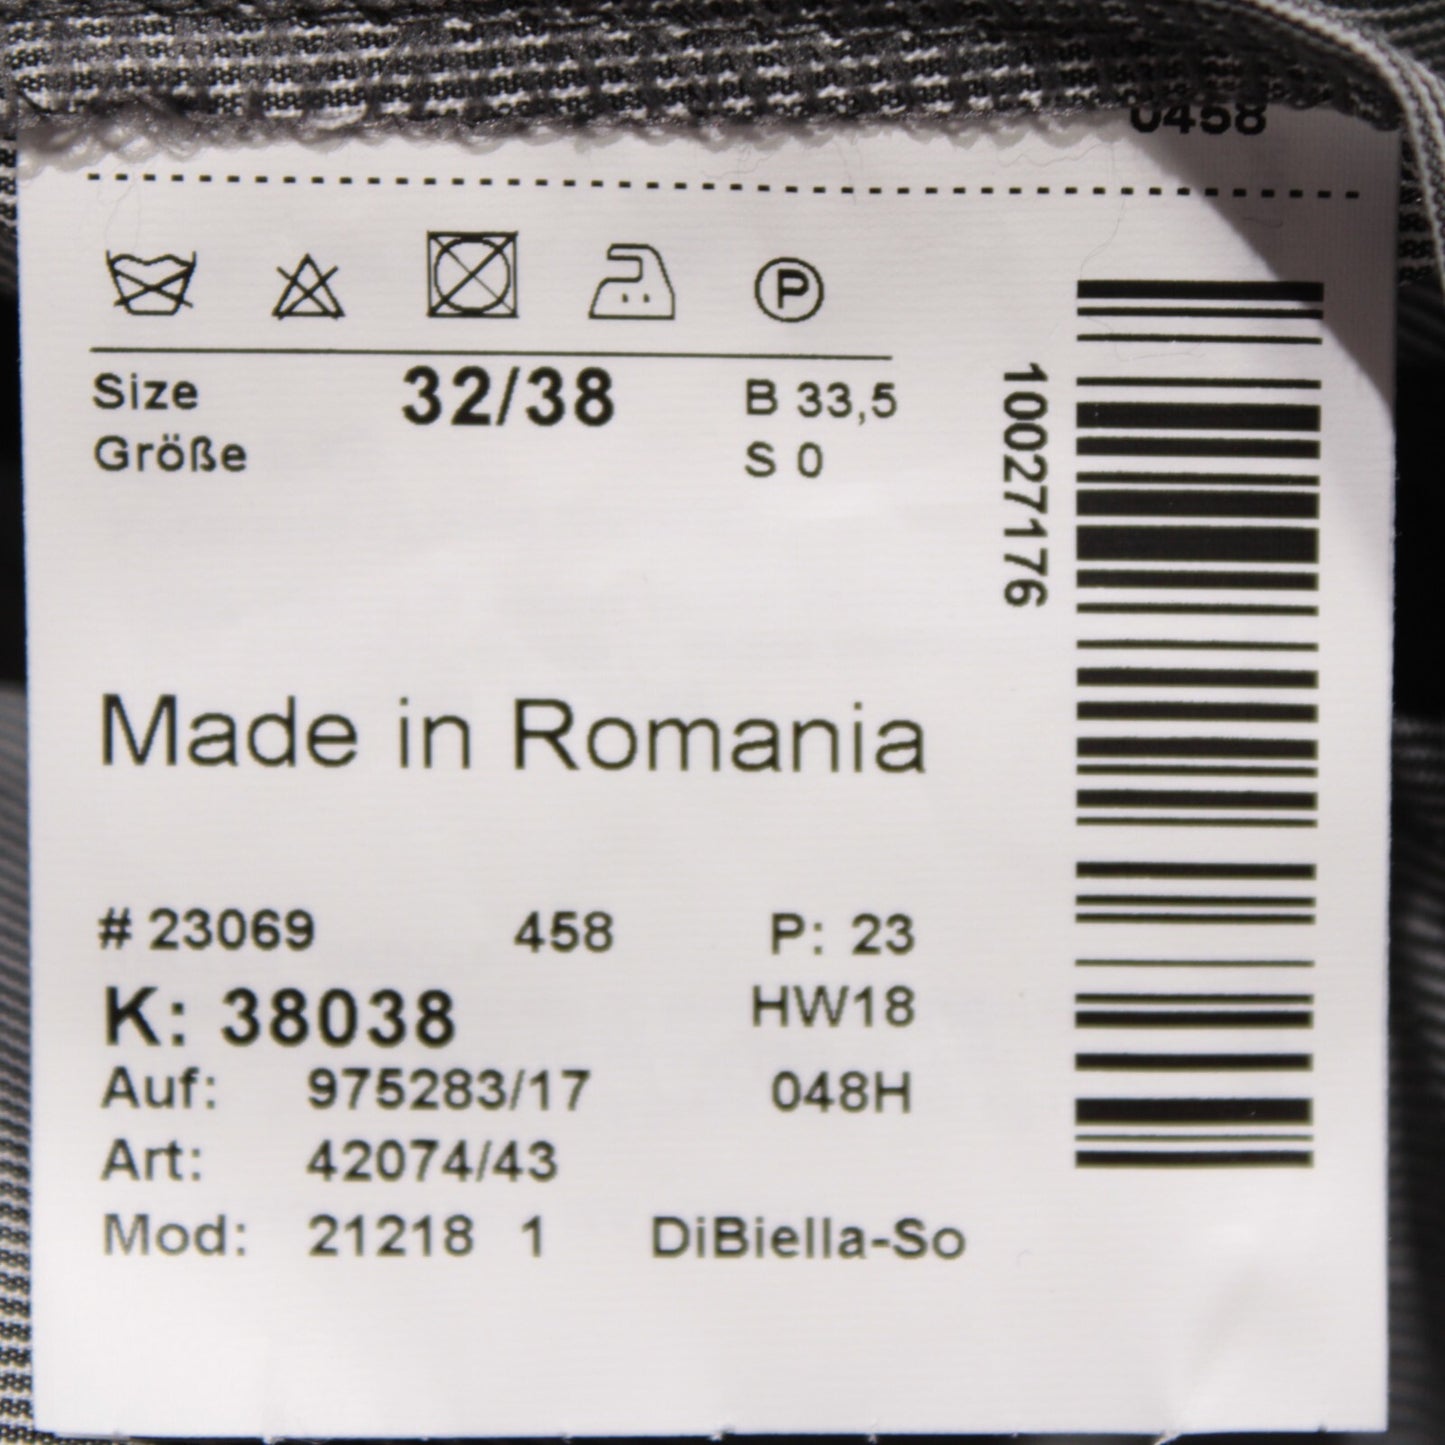 0458
P
Size 32/38 B 33,5
Größe S 0
10027176
Made in Romania
# 23069 458 P: 23
K: 38038 HW18
Auf: 975283/17 048H
Art: 42074/43
Mod: 21218 1 DiBiella-So